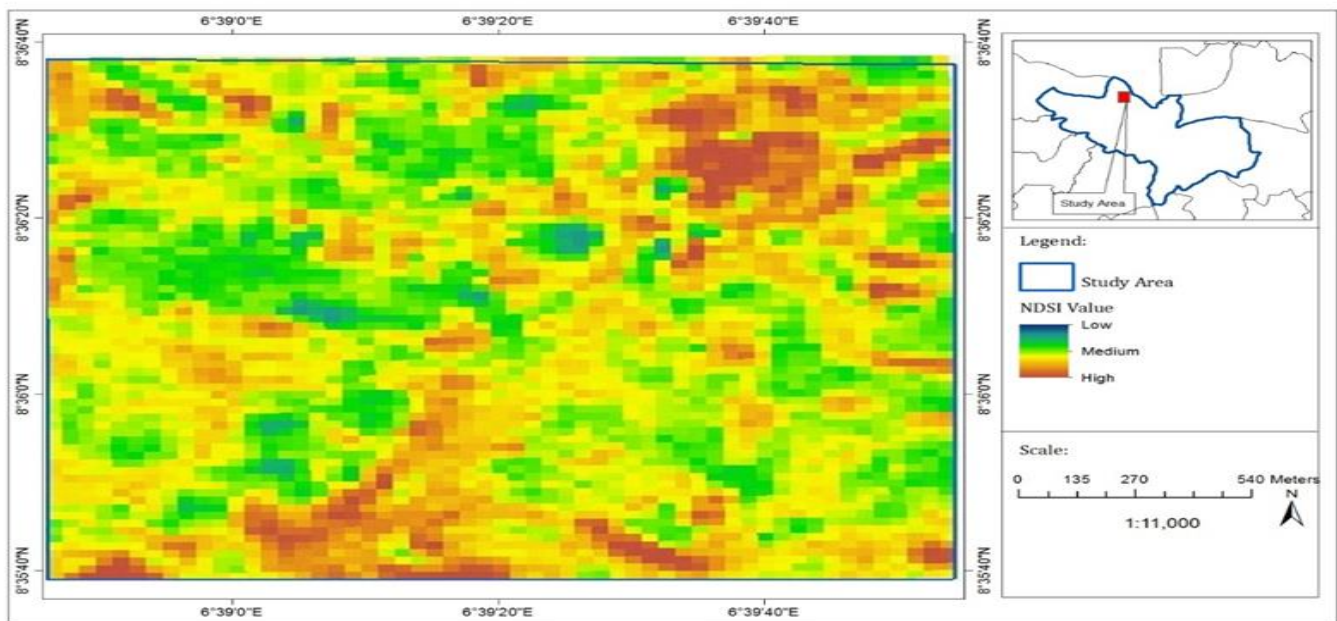 6°39'0"E 6°39'20"E 6°39'40"E
8°36'40"N
8°36'20"N
8°36'0"N
8°35'40"N
8°36'40"N
8°36'20"N
8°36'0"N
8°35'40"N
6°39'0"E 6°39'20"E 6°39'40"E
Study Area
Legend:
Study Area
NDSI Value
Low
Medium
High
Scale:
0 135 270 540 Meters
N
1:11,000